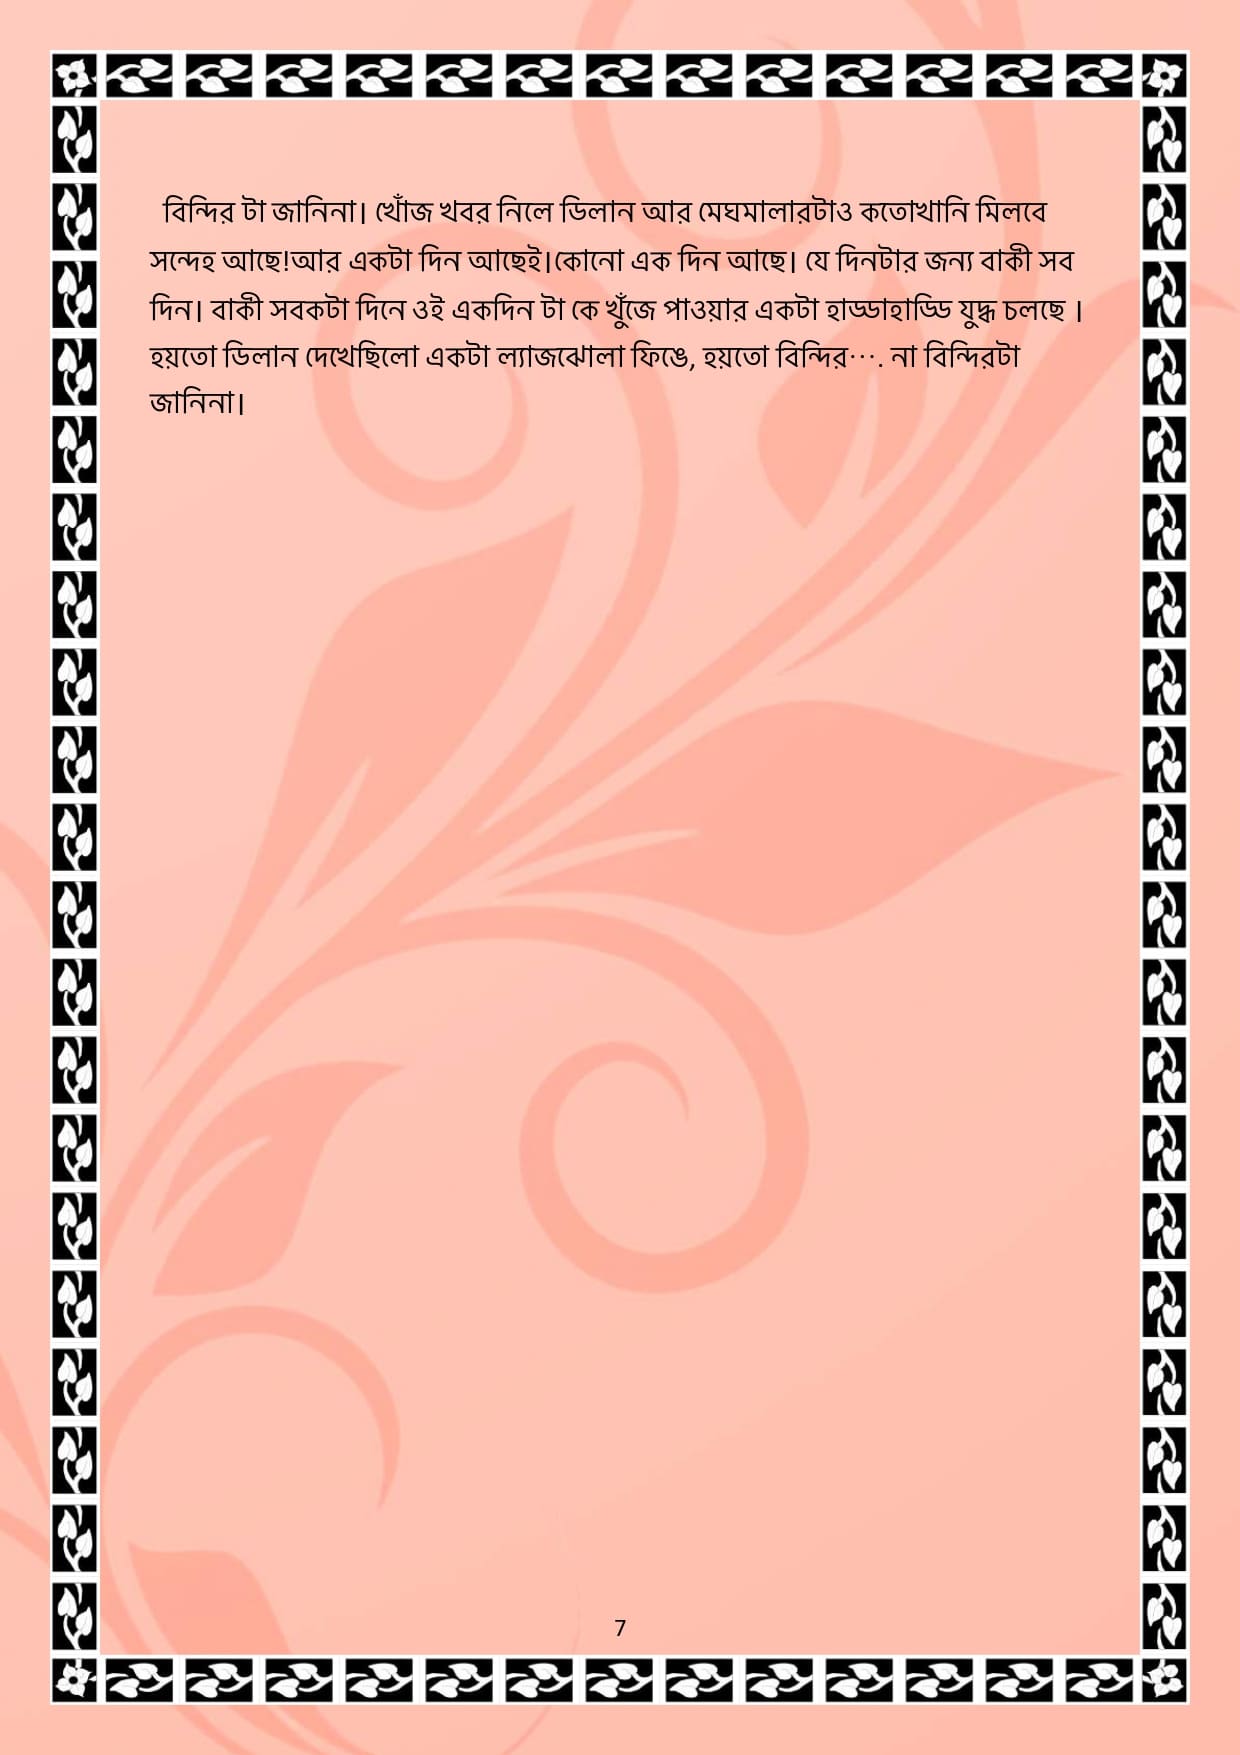 বিন্দির টা জানিনা। খোঁজ খবর নিলে ডিলান আর মেঘমালারটাও কতোখানি মিলবে
সন্দেহ আছে!আর একটা দিন আছেই।কোনো এক দিন আছে। যে দিনটার জন্য বাকী সব
দিন। বাকী সবকটা দিনে ওই একদিন টা কে খুঁজে পাওয়ার একটা হাড্ডাহাড্ডি যুদ্ধ চলছে ।
হয়তো ডিলান দেখেছিলো একটা ল্যাজঝোলা ফিঙে, হয়তো বিন্দির…. না বিন্দিরটা
জানিনা।
7